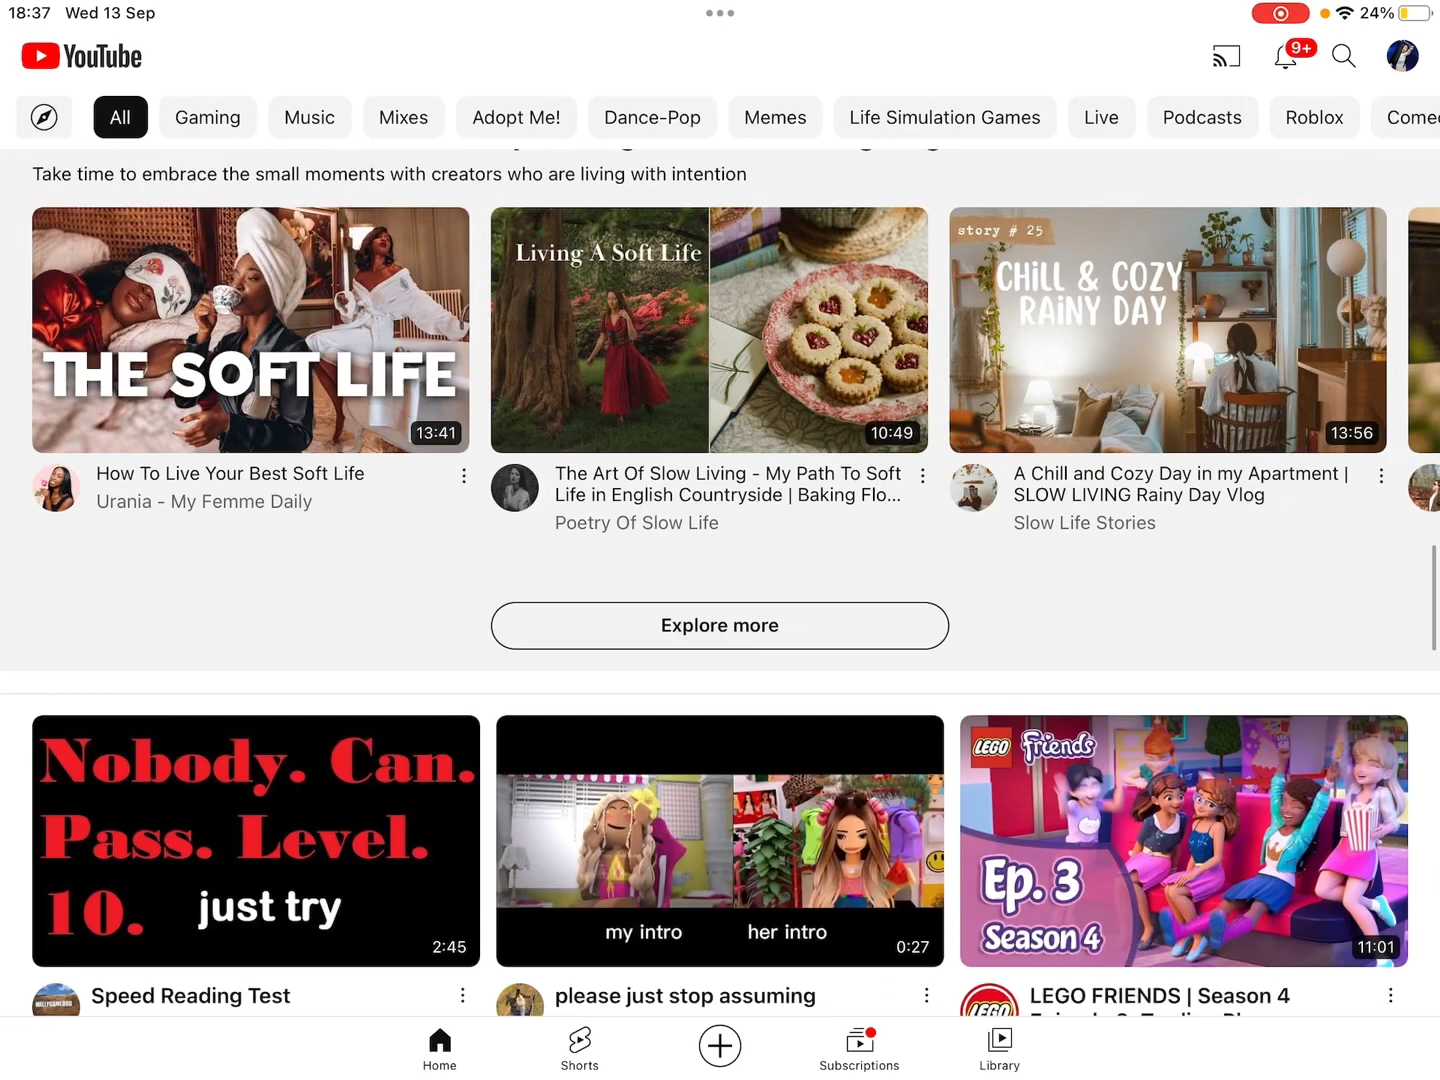 18:37 Wed 13 Sep
24%
YouTube
9+
All Gaming Music Mixes Adopt Me! Dance-Pop Memes Life Simulation Games Live Podcasts Roblox Come
Take time to embrace the small moments with creators who are living with intention
THE SOFT LIFE
13:41
Living A Soft Life
10:49
story # 25
CHILL & COZY
RAINY DAY
13:56
How To Live Your Best Soft Life
Urania - My Femme Daily
The Art Of Slow Living - My Path To Soft
Life in English Countryside | Baking Flo...
Poetry Of Slow Life
A Chill and Cozy Day in my Apartment |
SLOW LIVING Rainy Day Vlog
Slow Life Stories
Explore more
Nobody. Can.
Pass. Level.
10. just try
2:45
my intro her intro
0:27
LEGO friends
Ep. 3
Season 4
11:01
Speed Reading Test
please just stop assuming
LEGO FRIENDS | Season 4
LEGO
Home
Shorts
Subscriptions
Library